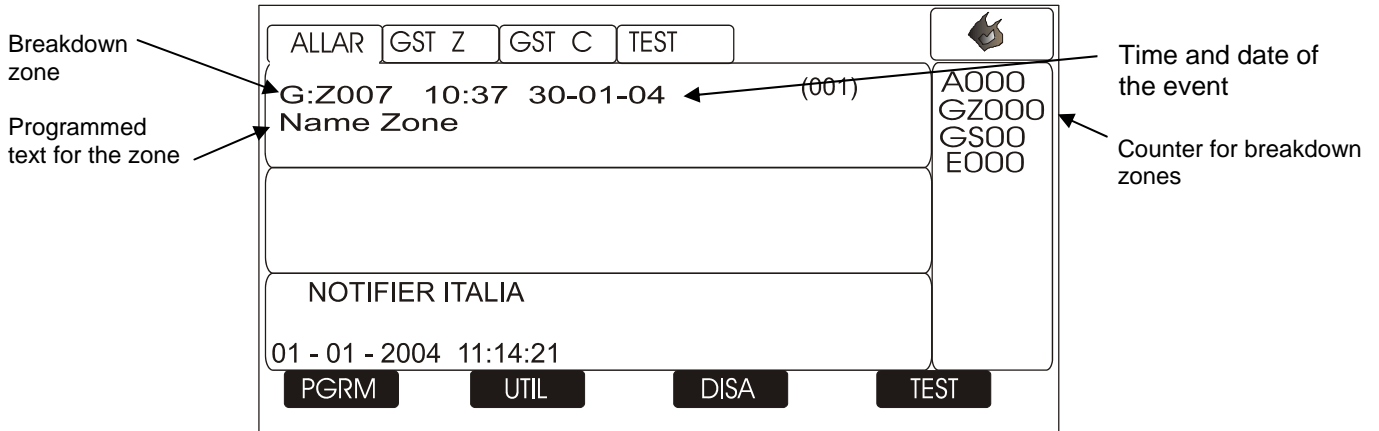 Breakdown
zone
Programmed
text for the zone
ALLAR GST Z GST C TEST
G:Z007 10:37 30-01-04 (001)
Name Zone
NOTIFIER ITALIA
01 - 01 - 2004 11:14:21
PGRM UTIL DISA TEST
A000
GZ000
GS00
E000
Time and date of
the event
Counter for breakdown
zones